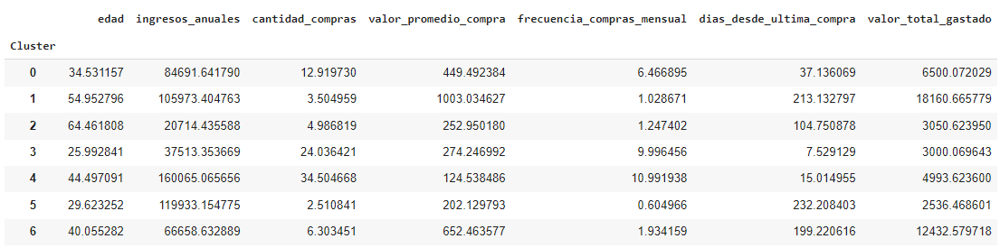 edad ingresos_anuales cantidad_compras valor_promedio_compra frecuencia_compras_mensual dias_desde_ultima_compra valor_total_gastado
Cluster
0 34.531157 84691.641790 12.919730 449.492384 6.466895 37.136069 6500.072029
1 54.952796 105973.404763 3.504959 1003.034627 1.028671 213.132797 18160.665779
2 64.461808 20714.435588 4.986819 252.950180 1.247402 104.750878 3050.623950
3 25.992841 37513.353669 24.036421 274.246992 9.996456 7.529129 3000.069643
4 44.497091 160065.065656 34.504668 124.538486 10.991938 15.014955 4993.623600
5 29.623252 119933.154775 2.510841 202.129793 0.604966 232.208403 2536.468601
6 40.055282 66658.632889 6.303451 652.463577 1.934159 199.220616 12432.579718